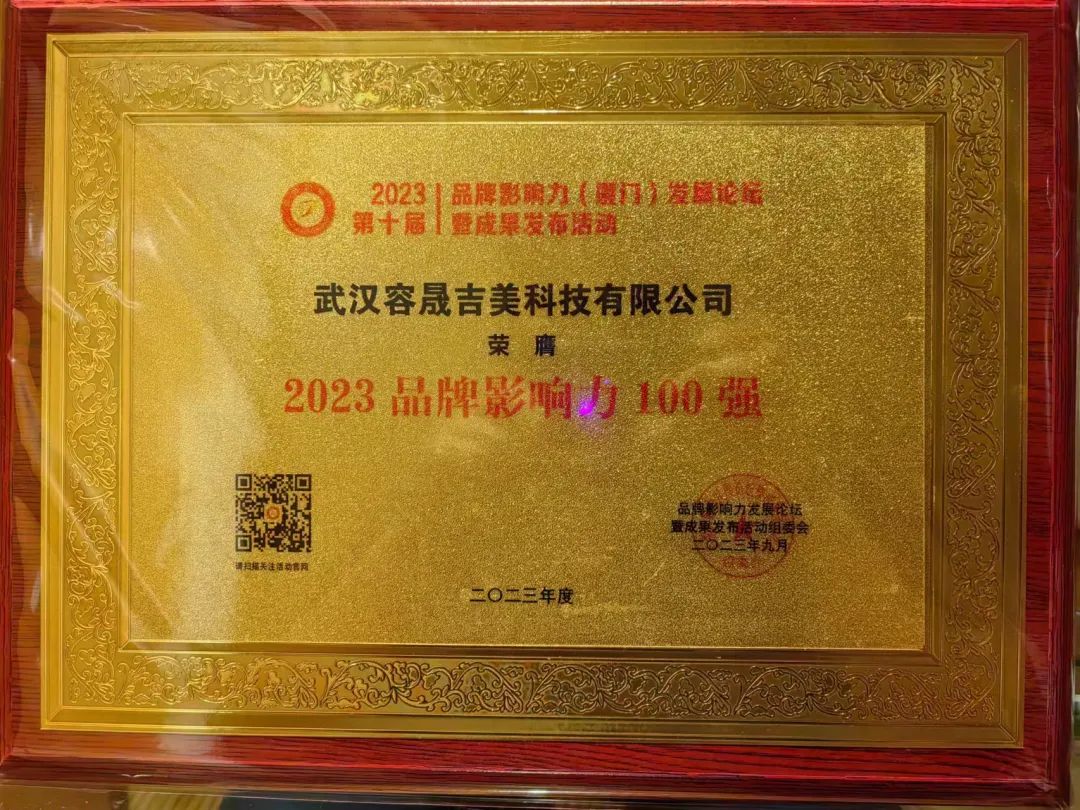 2023 品牌影响力（厦门）发展论坛
第十届 暨成果发布活动
武汉容晟吉美科技有限公司
荣膺
2023 品牌影响力 100 强
请扫描关注活动官网
品牌影响力发展论坛
暨成果发布活动组委会
二〇二三年九月
二〇二三年度